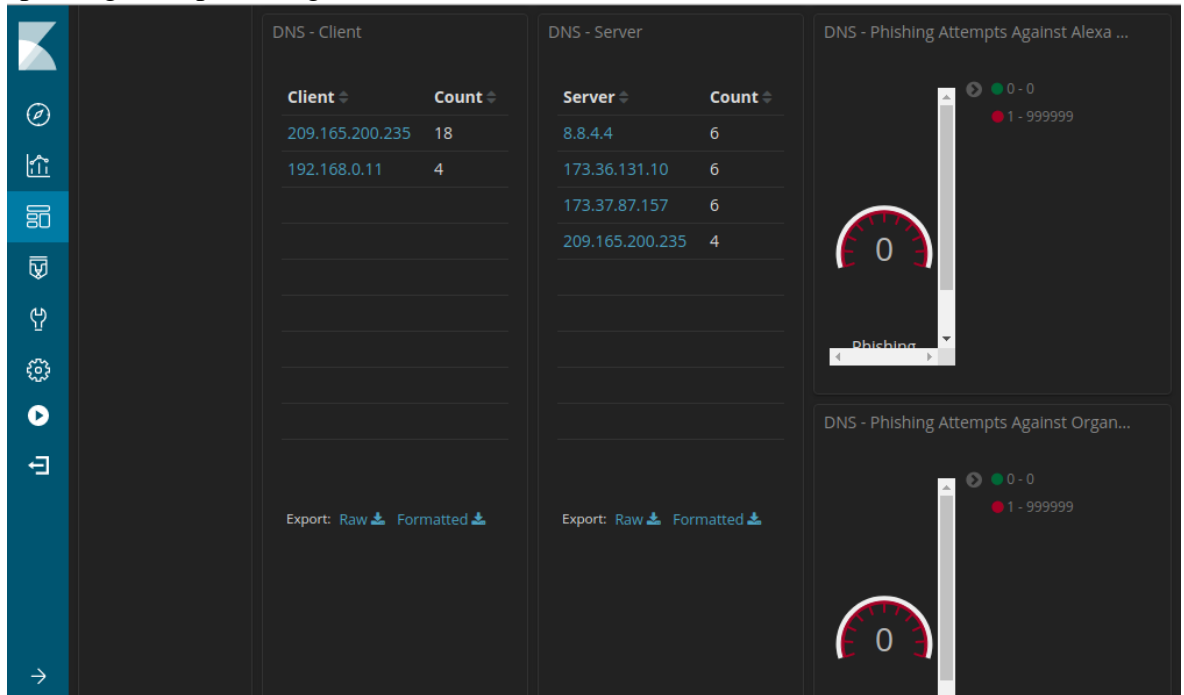 DNS - Client
Client Count
209.165.200.235 18
192.168.0.11 4
Export: Raw Formatted
DNS - Server
Server Count
8.8.4.4 6
173.36.131.10 6
173.37.87.157 6
209.165.200.235 4
Export: Raw Formatted
DNS - Phishing Attempts Against Alexa ...
0 - 0
1 - 999999
0
Phishing
DNS - Phishing Attempts Against Organ...
0 - 0
1 - 999999
0